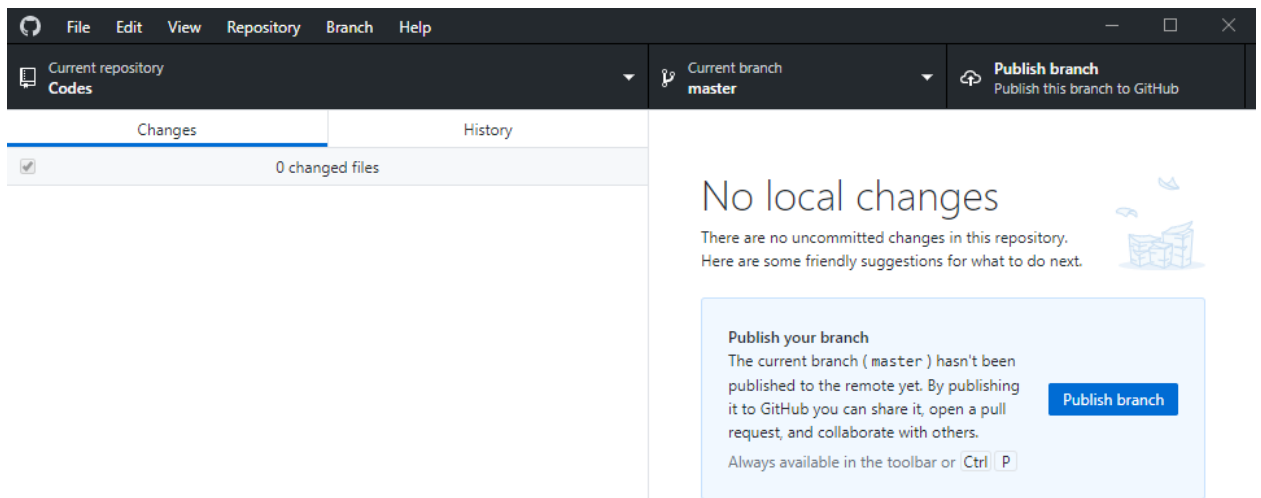 File Edit View Repository Branch Help
Current repository
Codes
Current branch
master
Publish branch
Publish this branch to GitHub
Changes
History
0 changed files
No local changes
There are no uncommitted changes in this repository.
Here are some friendly suggestions for what to do next.
Publish your branch
The current branch ( master ) hasn't been
published to the remote yet. By publishing
it to GitHub you can share it, open a pull
request, and collaborate with others.
Always available in the toolbar or Ctrl P
Publish branch